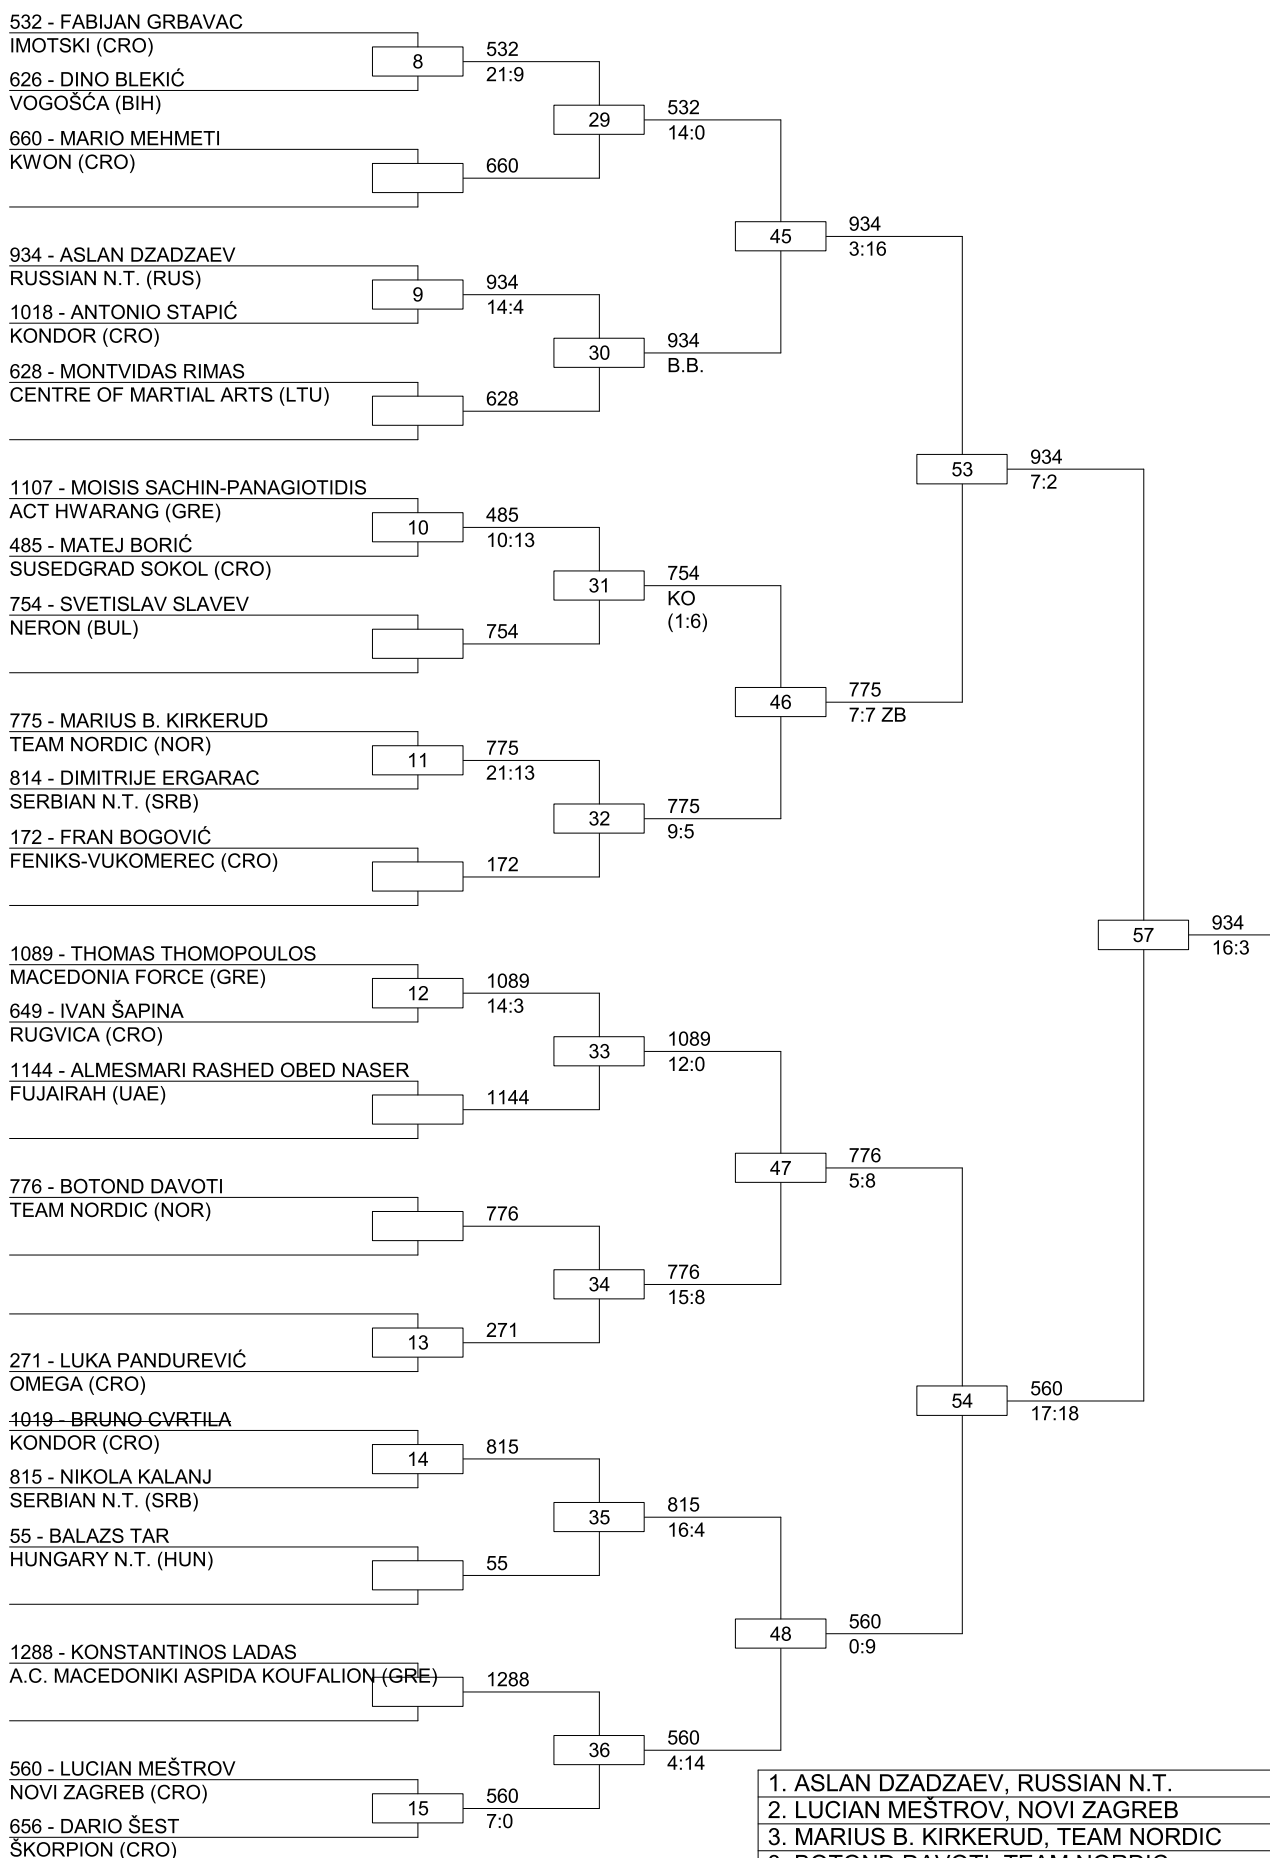 532 - FABIJAN GRBAVAC
IMOTSKI (CRO)
8
532
21:9
626 - DINO BLEKIĆ
VOGOŠĆA (BIH)
29
532
14:0
660 - MARIO MEHMETI
KWON (CRO)
660
45
934
3:16
934 - ASLAN DZADZAEV
RUSSIAN N.T. (RUS)
9
934
14:4
1018 - ANTONIO STAPIĆ
KONDOR (CRO)
30
934
B.B.
628 - MONTVIDAS RIMAS
CENTRE OF MARTIAL ARTS (LTU)
628
53
934
7:2
1107 - MOISIS SACHIN-PANAGIOTIDIS
ACT HWARANG (GRE)
10
485
10:13
485 - MATEJ BORIĆ
SUSEDGRAD SOKOL (CRO)
31
754
KO
(1:6)
754 - SVETISLAV SLAVEV
NERON (BUL)
754
46
775
7:7 ZB
775 - MARIUS B. KIRKERUD
TEAM NORDIC (NOR)
11
775
21:13
814 - DIMITRIJE ERGARAC
SERBIAN N.T. (SRB)
32
775
9:5
172 - FRAN BOGOVIĆ
FENIKS-VUKOMEREC (CRO)
172
57
934
16:3
1089 - THOMAS THOMOPOULOS
MACEDONIA FORCE (GRE)
12
1089
14:3
649 - IVAN ŠAPINA
RUGVICA (CRO)
33
1089
12:0
1144 - ALMESMARI RASHED OBED NASER
FUJAIRAH (UAE)
1144
47
776
5:8
776 - BOTOND DAVOTI
TEAM NORDIC (NOR)
776
34
776
15:8
13
271
271 - LUKA PANDUREVIĆ
OMEGA (CRO)
54
560
17:18
1019 - BRUNO CVRTILA
KONDOR (CRO)
14
815
815 - NIKOLA KALANJ
SERBIAN N.T. (SRB)
35
815
16:4
55 - BALAZS TAR
HUNGARY N.T. (HUN)
55
48
560
0:9
1288 - KONSTANTINOS LADAS
A.C. MACEDONIKI ASPIDA KOUFALION (GRE)
1288
36
560
4:14
560 - LUCIAN MEŠTROV
NOVI ZAGREB (CRO)
15
560
7:0
656 - DARIO ŠEST
ŠKORPION (CRO)
1. ASLAN DZADZAEV, RUSSIAN N.T.
2. LUCIAN MEŠTROV, NOVI ZAGREB
3. MARIUS B. KIRKERUD, TEAM NORDIC
3. BOTOND DAVOTI, TEAM NORDIC